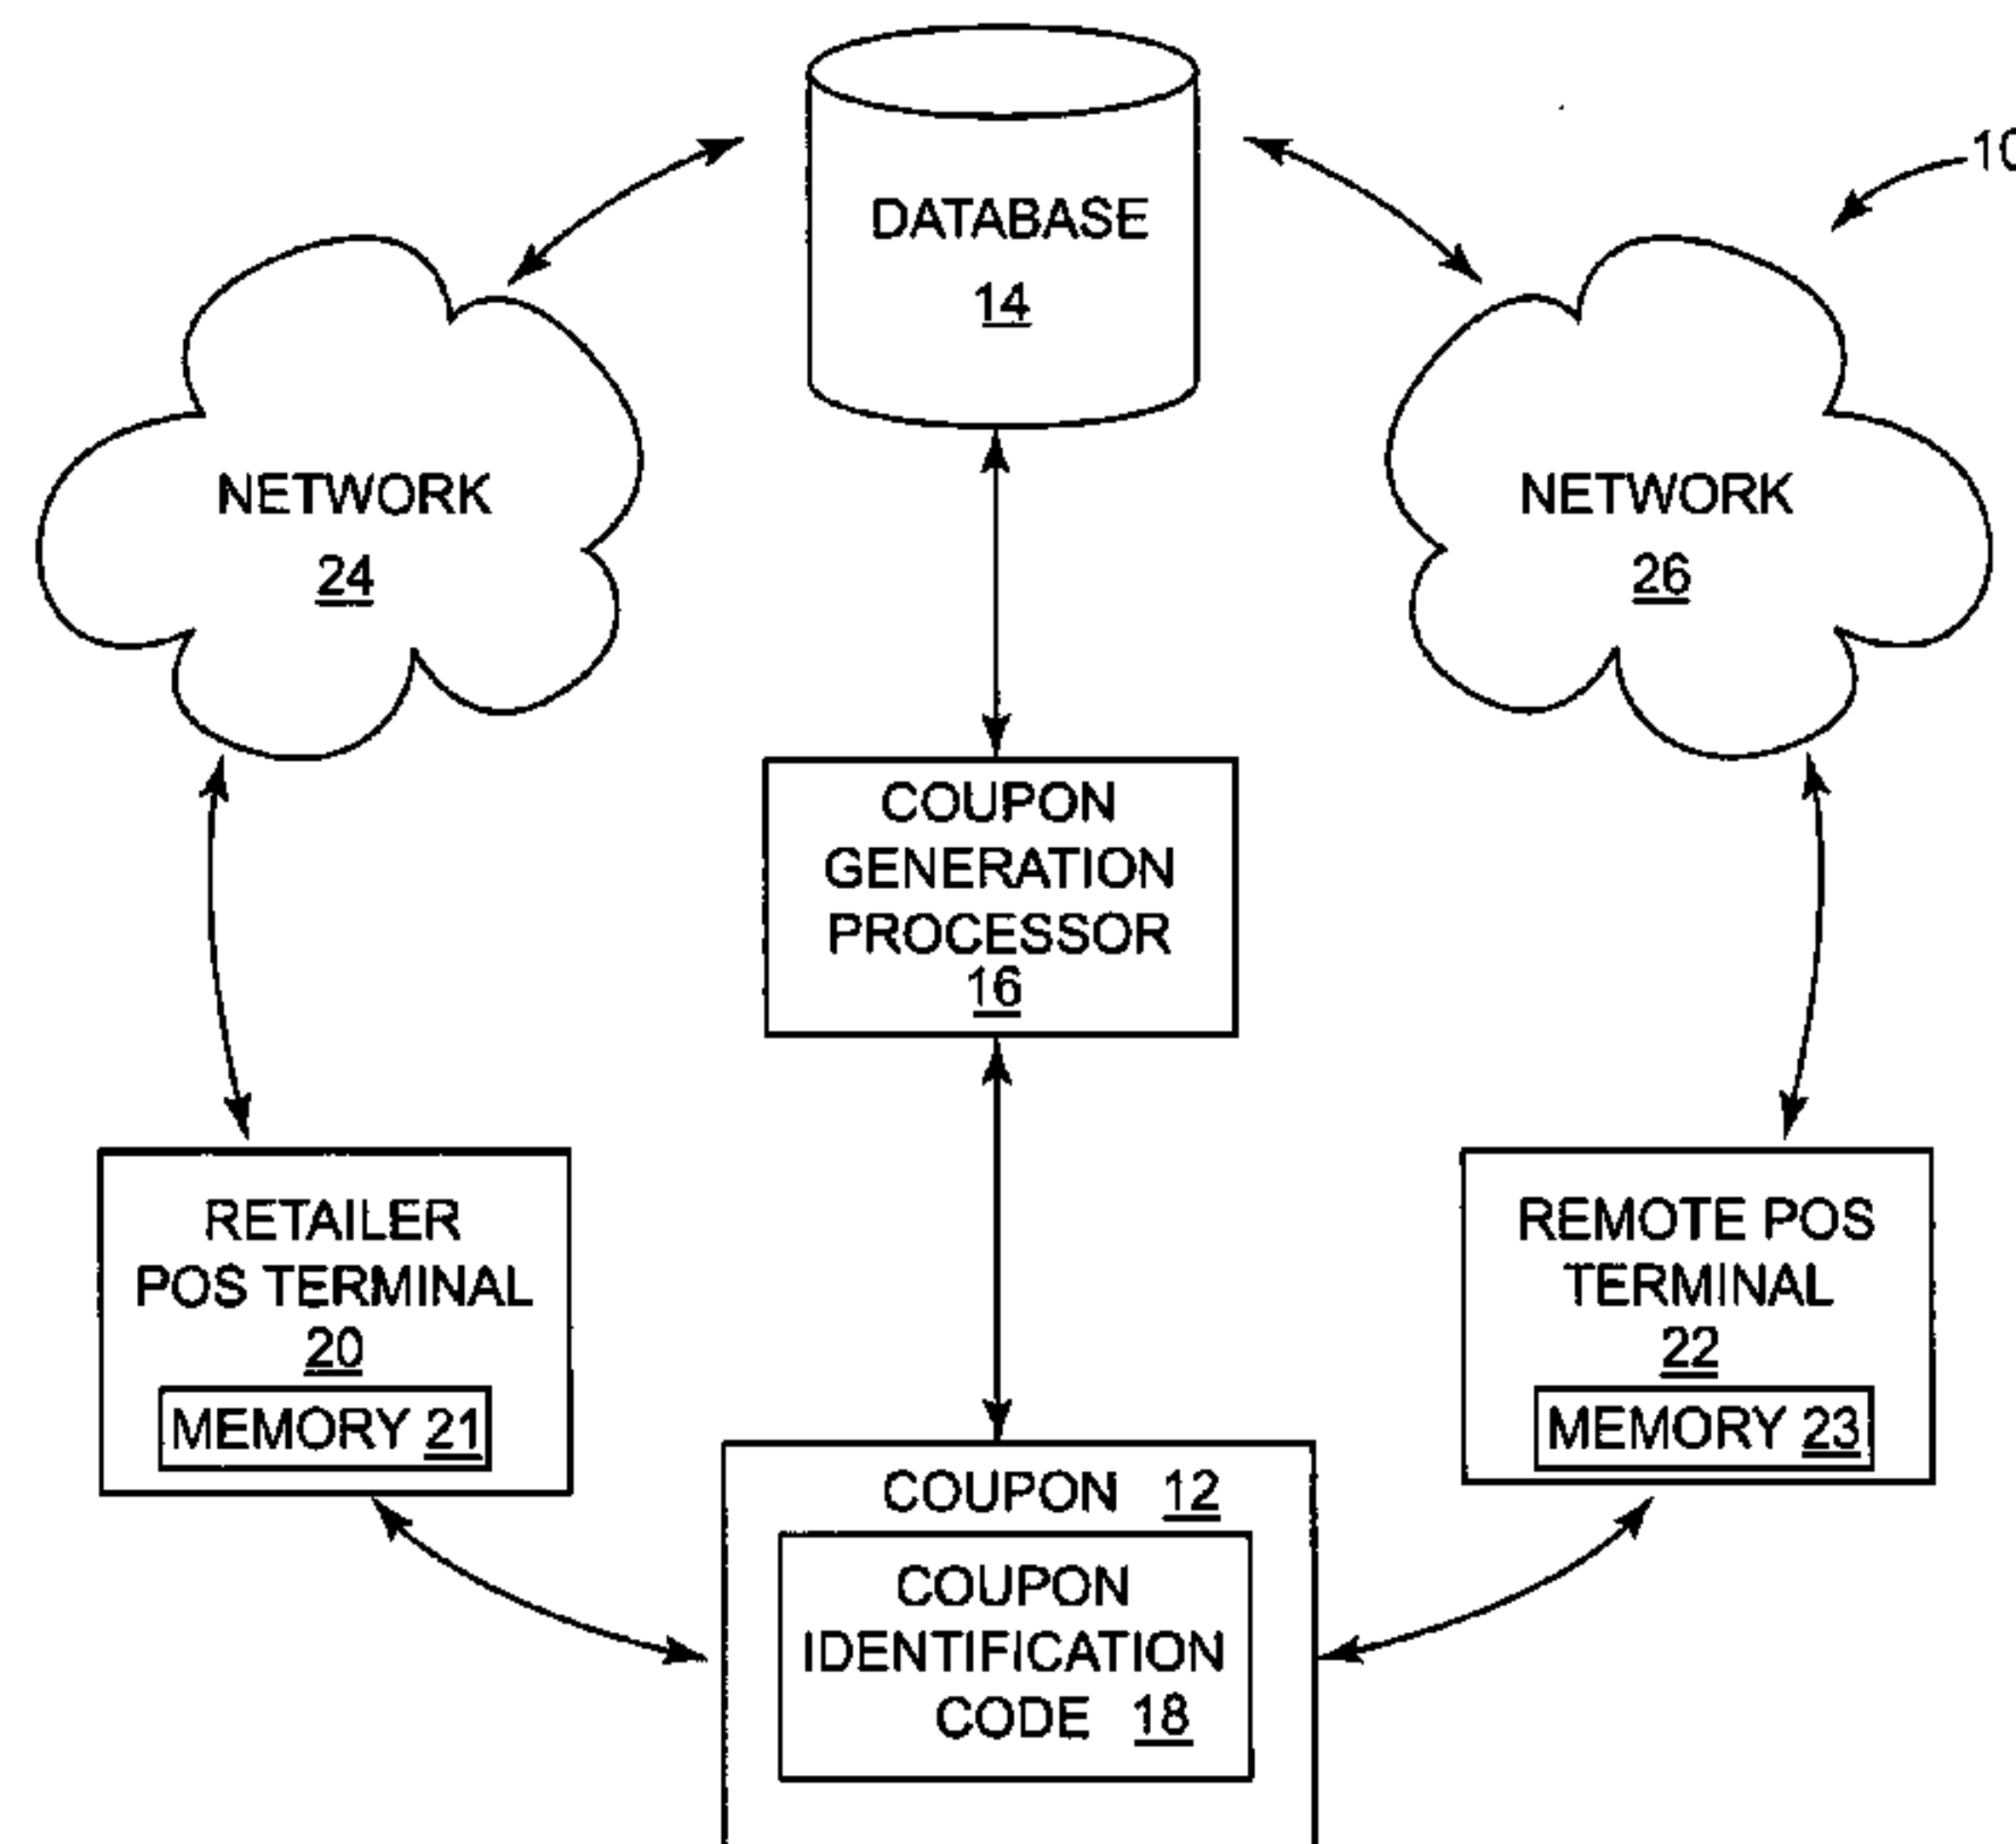 10
DATABASE
14
NETWORK
24
NETWORK
26
COUPON
GENERATION
PROCESSOR
16
RETAILER
POS TERMINAL
20
MEMORY 21
REMOTE POS
TERMINAL
22
MEMORY 23
COUPON 12
COUPON
IDENTIFICATION
CODE 18